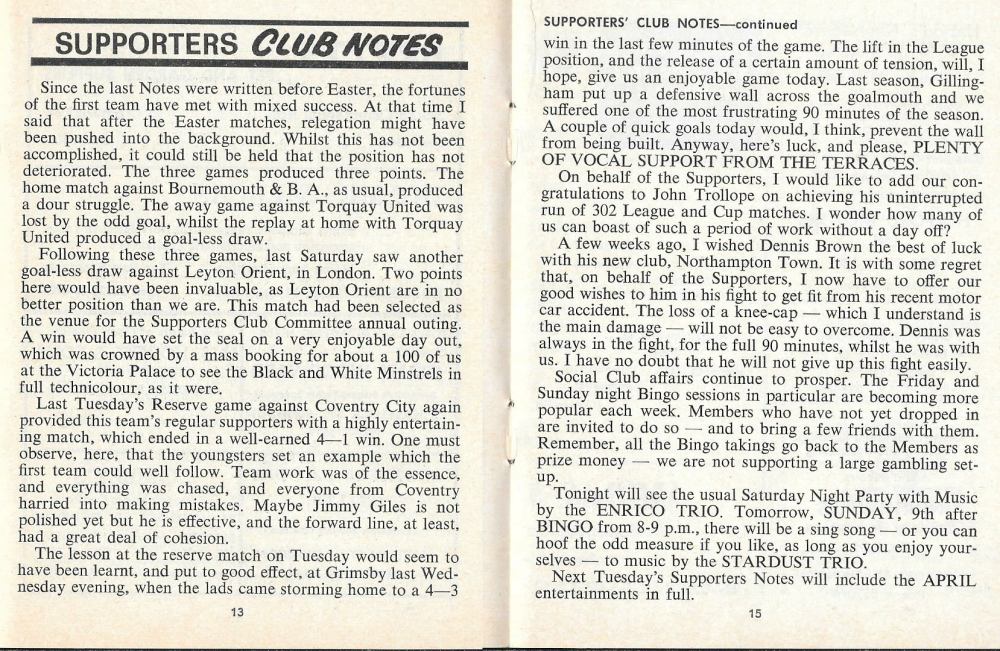 SUPPORTERS CLUB NOTES
Since the last Notes were written before Easter, the fortunes
of the first team have met with mixed success. At that time I
said that after the Easter matches, relegation might have
been pushed into the background. Whilst this has not been
accomplished, it could still be held that the position has not
deteriorated. The three games produced three points. The
home match against Bournemouth & B. A., as usual, produced
a dour struggle. The away game against Torquay United was
lost by the odd goal, whilst the replay at home with Torquay
United produced a goal-less draw.
Following these three games, last Saturday saw another
goal-less draw against Leyton Orient, in London. Two points
here would have been invaluable, as Leyton Orient are in no
better position than we are. This match had been selected as
the venue for the Supporters Club Committee annual outing.
A win would have set the seal on a very enjoyable day out,
which was crowned by a mass booking for about a 100 of us
at the Victoria Palace to see the Black and White Minstrels in
full technicolour, as it were.
Last Tuesday's Reserve game against Coventry City again
provided this team's regular supporters with a highly entertain-
ing match, which ended in a well-earned 4—1 win. One must
observe, here, that the youngsters set an example which the
first team could well follow. Team work was of the essence,
and everything was chased, and everyone from Coventry
harried into making mistakes. Maybe Jimmy Giles is not
polished yet but he is effective, and the forward line, at least,
had a great deal of cohesion.
The lesson at the reserve match on Tuesday would seem to
have been learnt, and put to good effect, at Grimsby last Wed-
nesday evening, when the lads came storming home to a 4—3
13
SUPPORTERS' CLUB NOTES—continued
win in the last few minutes of the game. The lift in the League
position, and the release of a certain amount of tension, will, I
hope, give us an enjoyable game today. Last season, Gilling-
ham put up a defensive wall across the goalmouth and we
suffered one of the most frustrating 90 minutes of the season.
A couple of quick goals today would, I think, prevent the wall
from being built. Anyway, here's luck, and please, PLENTY
OF VOCAL SUPPORT FROM THE TERRACES.
On behalf of the Supporters, I would like to add our con-
gratulations to John Trollope on achieving his uninterrupted
run of 302 League and Cup matches. I wonder how many of
us can boast of such a period of work without a day off?
A few weeks ago, I wished Dennis Brown the best of luck
with his new club, Northampton Town. It is with some regret
that, on behalf of the Supporters, I now have to offer our
good wishes to him in his fight to get fit from his recent motor
car accident. The loss of a knee-cap — which I understand is
the main damage — will not be easy to overcome. Dennis was
always in the fight, for the full 90 minutes, whilst he was with
us. I have no doubt that he will not give up this fight easily.
Social Club affairs continue to prosper. The Friday and
Sunday night Bingo sessions in particular are becoming more
popular each week. Members who have not yet dropped in
are invited to do so — and to bring a few friends with them.
Remember, all the Bingo takings go back to the Members as
prize money — we are not supporting a large gambling set-
up.
Tonight will see the usual Saturday Night Party with Music
by the ENRICO TRIO. Tomorrow, SUNDAY, 9th after
BINGO from 8-9 p.m., there will be a sing song — or you can
hoof the odd measure if you like, as long as you enjoy your-
selves — to music by the STARDUST TRIO.
Next Tuesday's Supporters Notes will include the APRIL
entertainments in full.
15